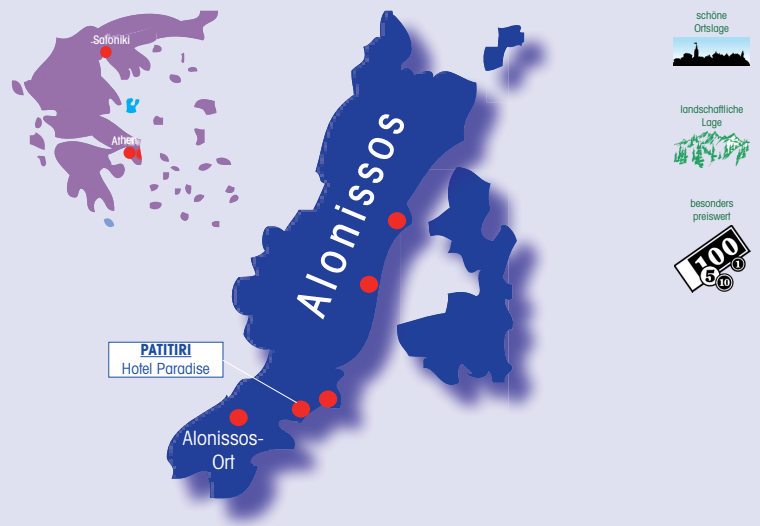 Saloniki
Athen
Alonissos
PATITIRI
Hotel Paradise
Alonissos-
Ort
schöne
Ortslage
landschaftliche
Lage
besonders
preiswert
100
5
10
1